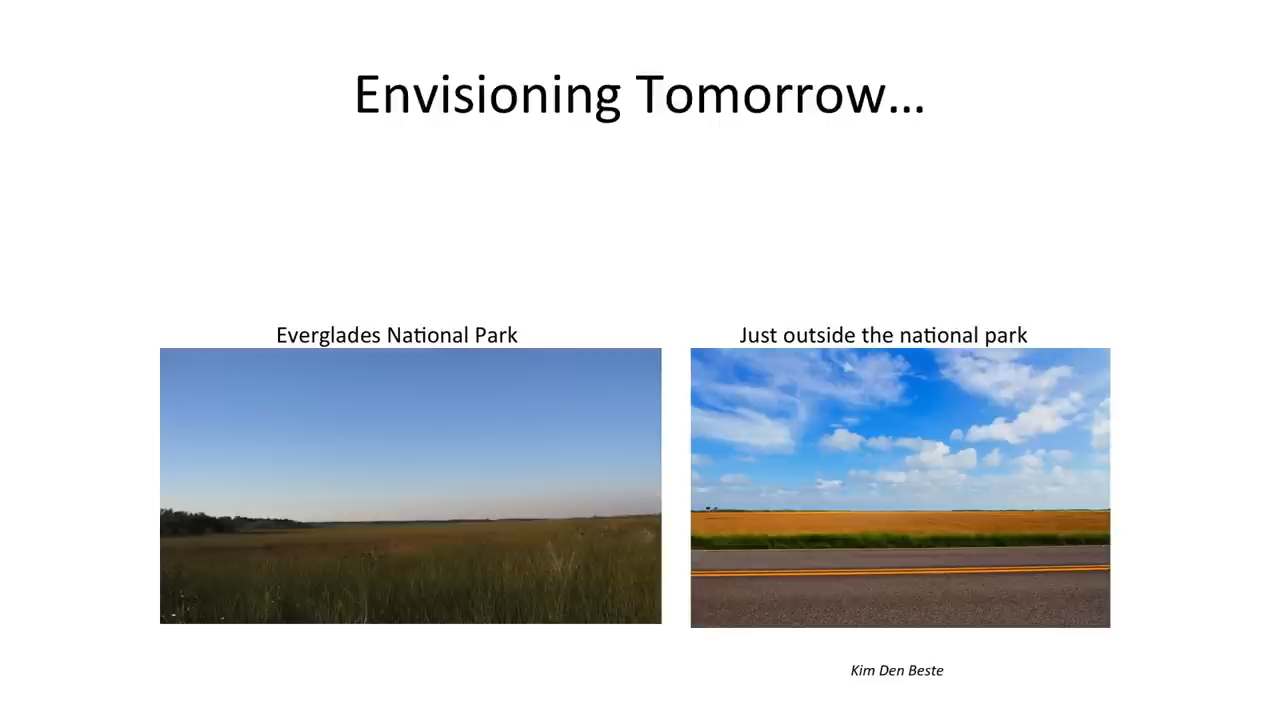 Envisioning Tomorrow...
Everglades National Park
Just outside the national park
Kim Den Beste